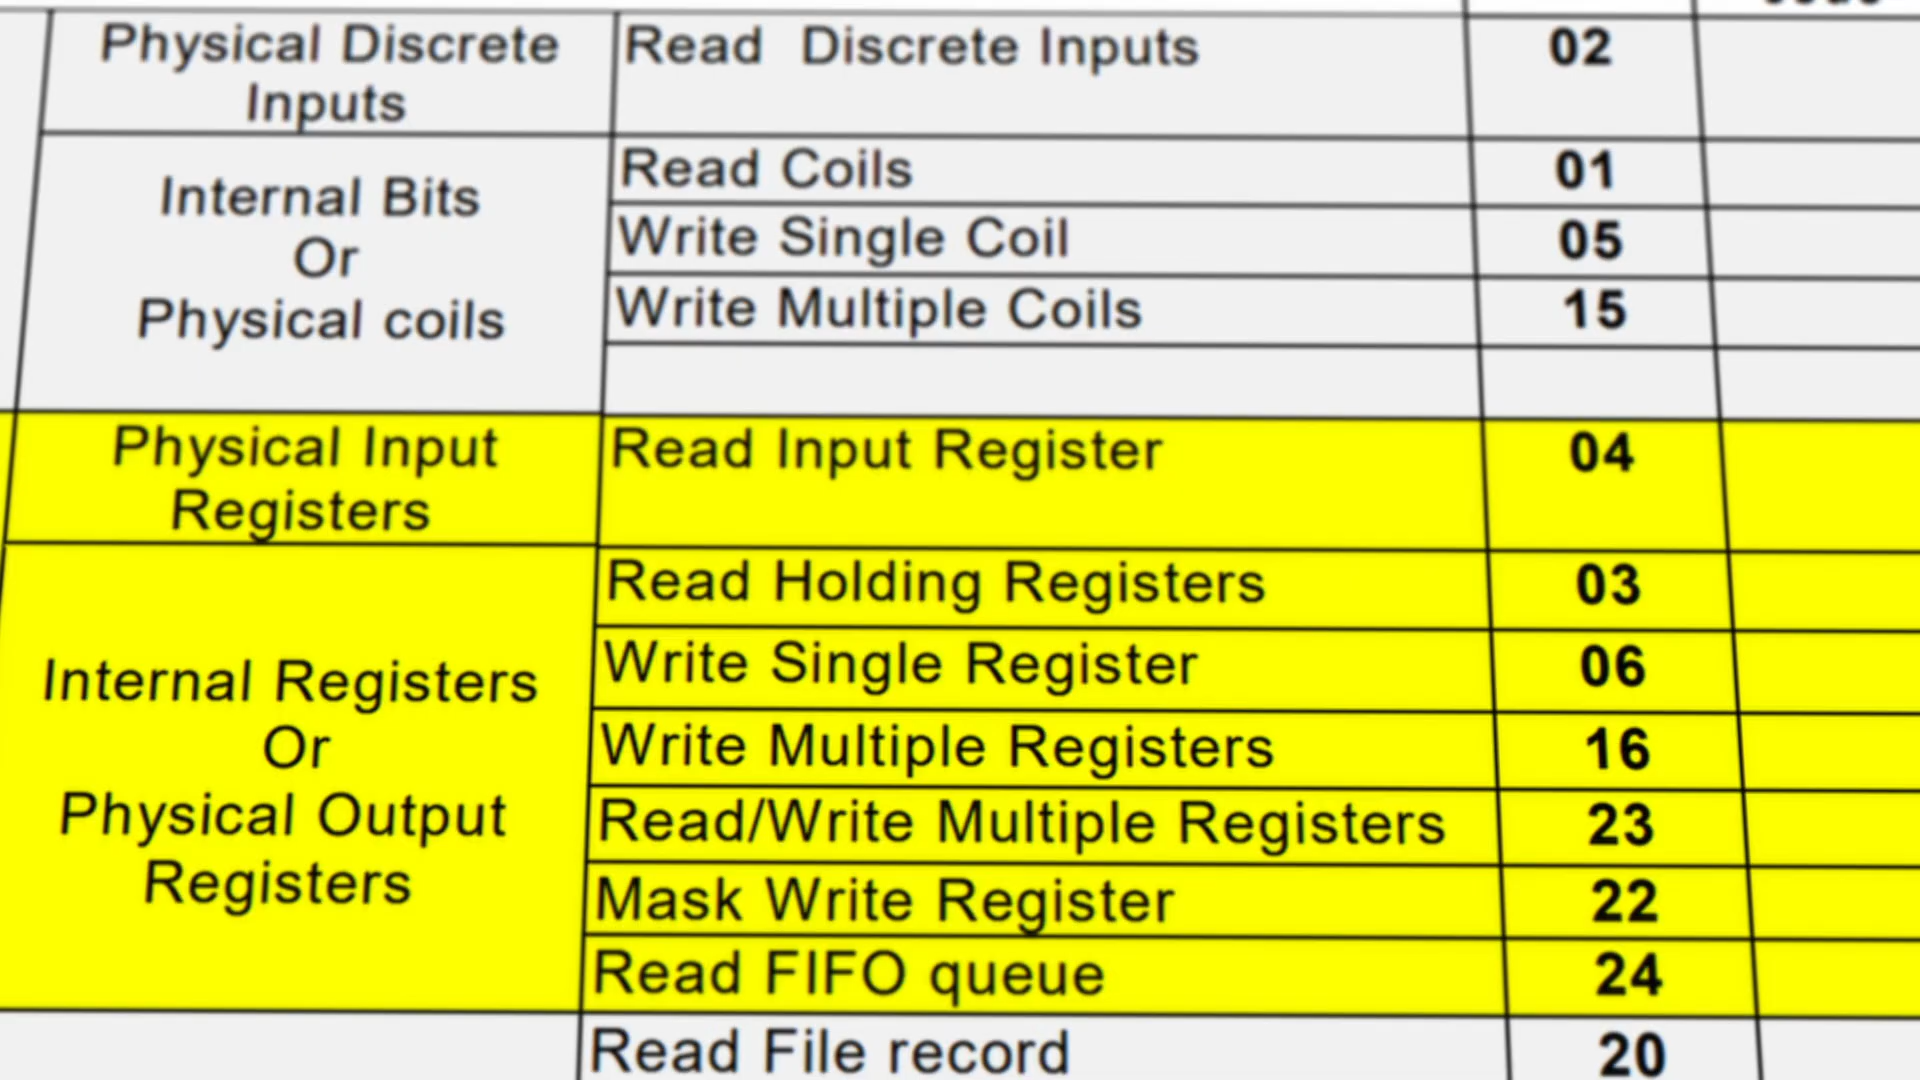 Physical Discrete
Inputs
Read Discrete Inputs
02
Internal Bits
Or
Physical coils
Read Coils
01
Write Single Coil
05
Write Multiple Coils
15
Physical Input
Registers
Read Input Register
04
Internal Registers
Or
Physical Output
Registers
Read Holding Registers
03
Write Single Register
06
Write Multiple Registers
16
Read/Write Multiple Registers
23
Mask Write Register
22
Read FIFO queue
24
Read File record
20